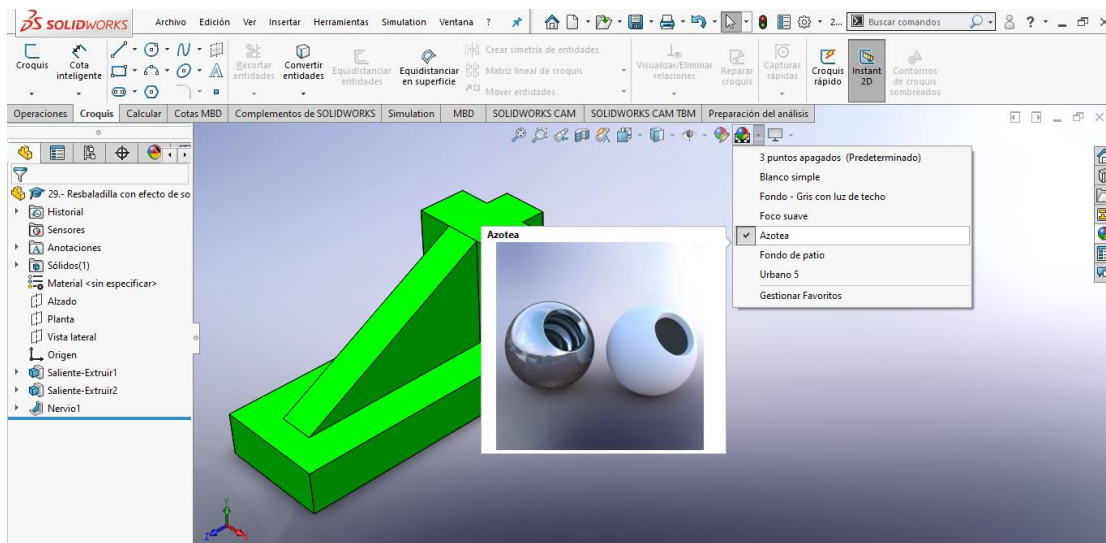 SOLIDWORKS
Archivo Edición Ver Insertar Herramientas Simulation Ventana ?
2... Buscar comandos ?
Croquis
Cota inteligente
Recortar entidades
Convertir entidades
Equidistanciar entidades
Equidistanciar en superficie
Crear simetría de entidades
Matriz lineal de croquis
Mover entidades
Visualizar/Eliminar relaciones
Reparar croquis
Capturas rápidas
Croquis rápido
Instant 2D
Contornos de croquis sombreados
Operaciones Croquis Calcular Cotas MBD Complementos de SOLIDWORKS Simulation MBD SOLIDWORKS CAM SOLIDWORKS CAM TBM Preparación del análisis
29.- Resbaladilla con efecto de so
Historial
Sensores
Anotaciones
Sólidos(1)
Material <sin especificar>
Alzado
Planta
Vista lateral
Origen
Saliente-Extruir1
Saliente-Extruir2
Nervio1
Azotea
3 puntos apagados (Predeterminado)
Blanco simple
Fondo - Gris con luz de techo
Foco suave
Azotea
Fondo de patio
Urbano 5
Gestionar Favoritos
Y
Z
X